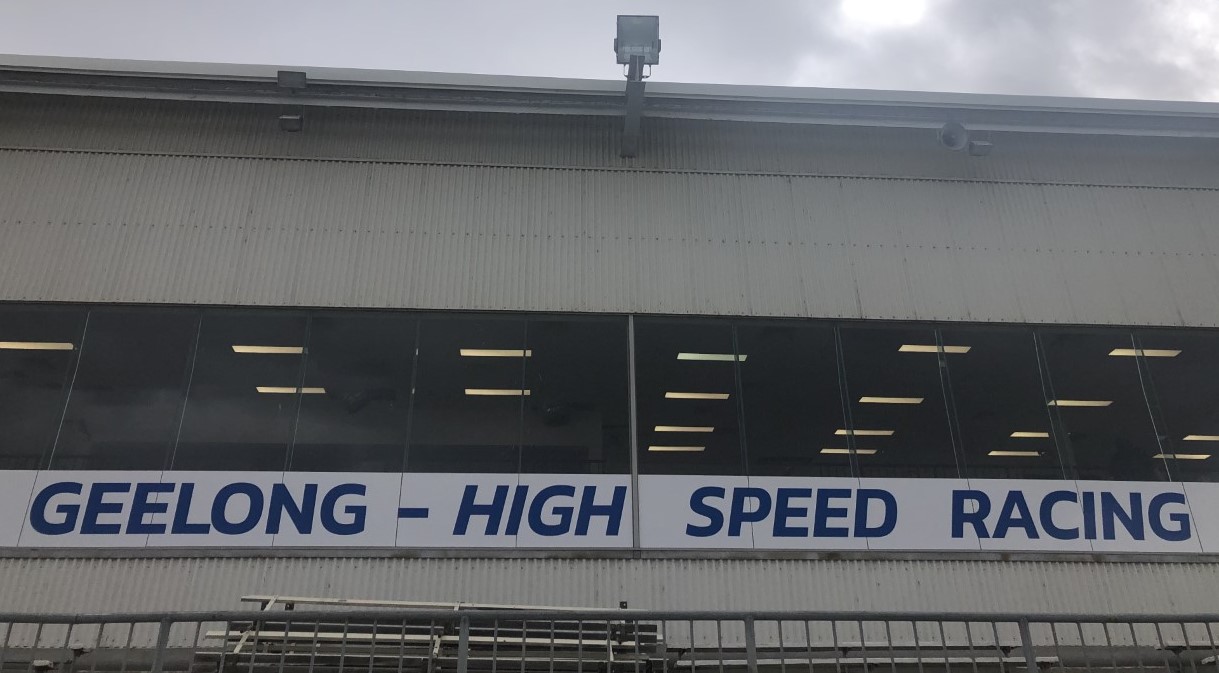 GEELONG - HIGH SPEED RACING